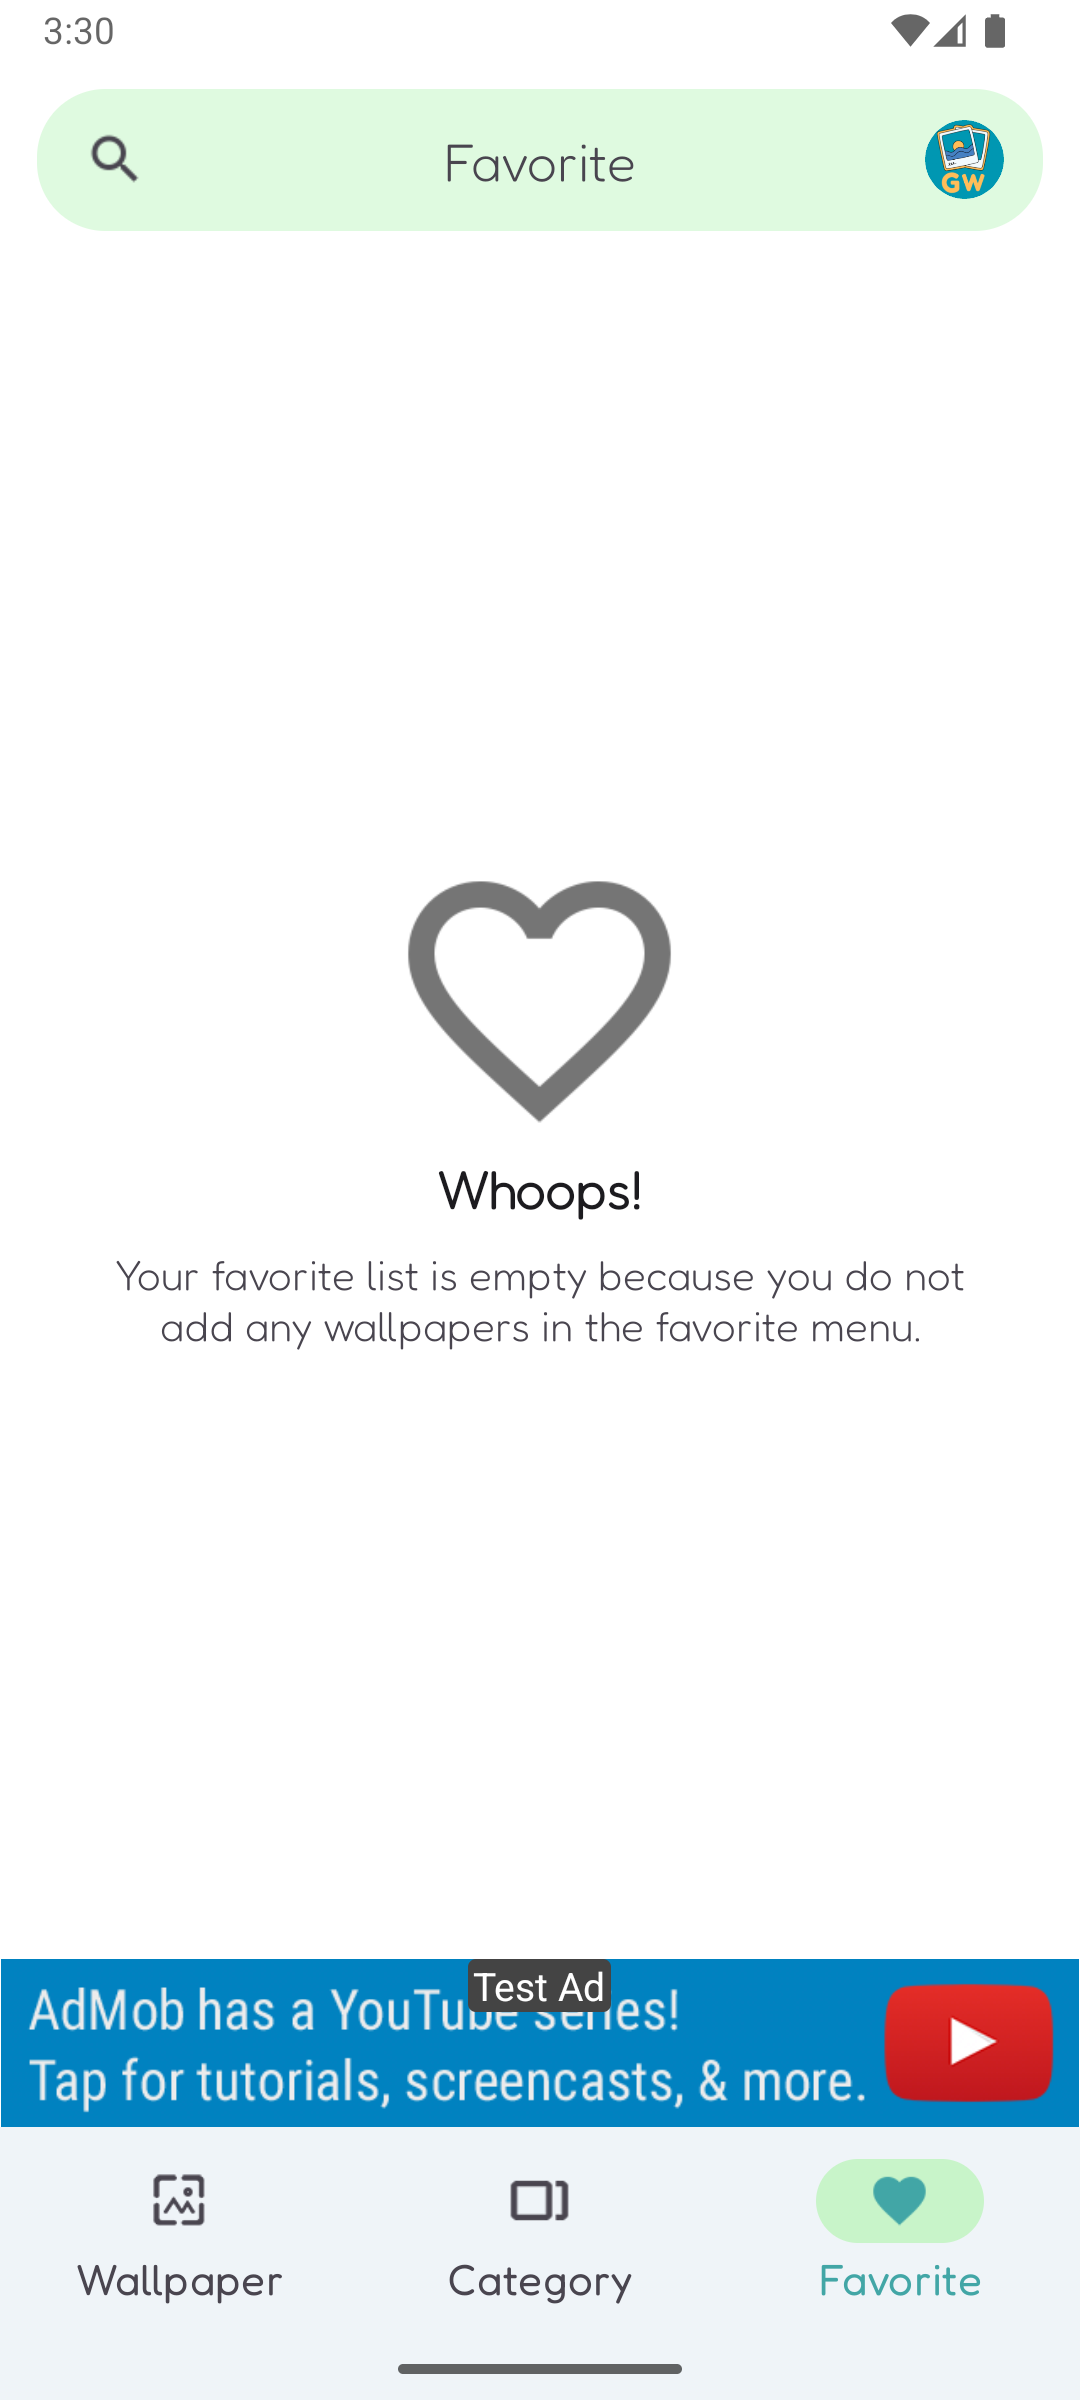 3:30
Favorite
GW
Whoops!
Your favorite list is empty because you do not
add any wallpapers in the favorite menu.
Test Ad
AdMob has a YouTube series!
Tap for tutorials, screencasts, & more.
Wallpaper
Category
Favorite